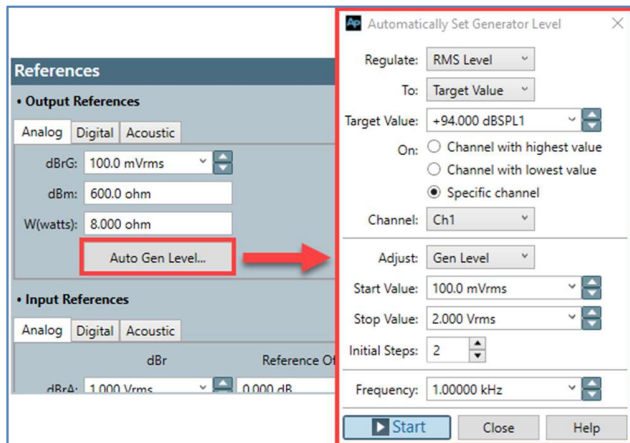 References
• Output References
Analog Digital Acoustic
dBrG: 100.0 mVrms
dBm: 600.0 ohm
W(watts): 8.000 ohm
Auto Gen Level...
• Input References
Analog Digital Acoustic
dBr Reference Of
dBrA: 1.000 Vrms 0.000 dB
AP Automatically Set Generator Level
Regulate: RMS Level
To: Target Value
Target Value: +94.000 dBSPL1
On: Channel with highest value
Channel with lowest value
Specific channel
Channel: Ch1
Adjust: Gen Level
Start Value: 100.0 mVrms
Stop Value: 2.000 Vrms
Initial Steps: 2
Frequency: 1.00000 kHz
Start Close Help